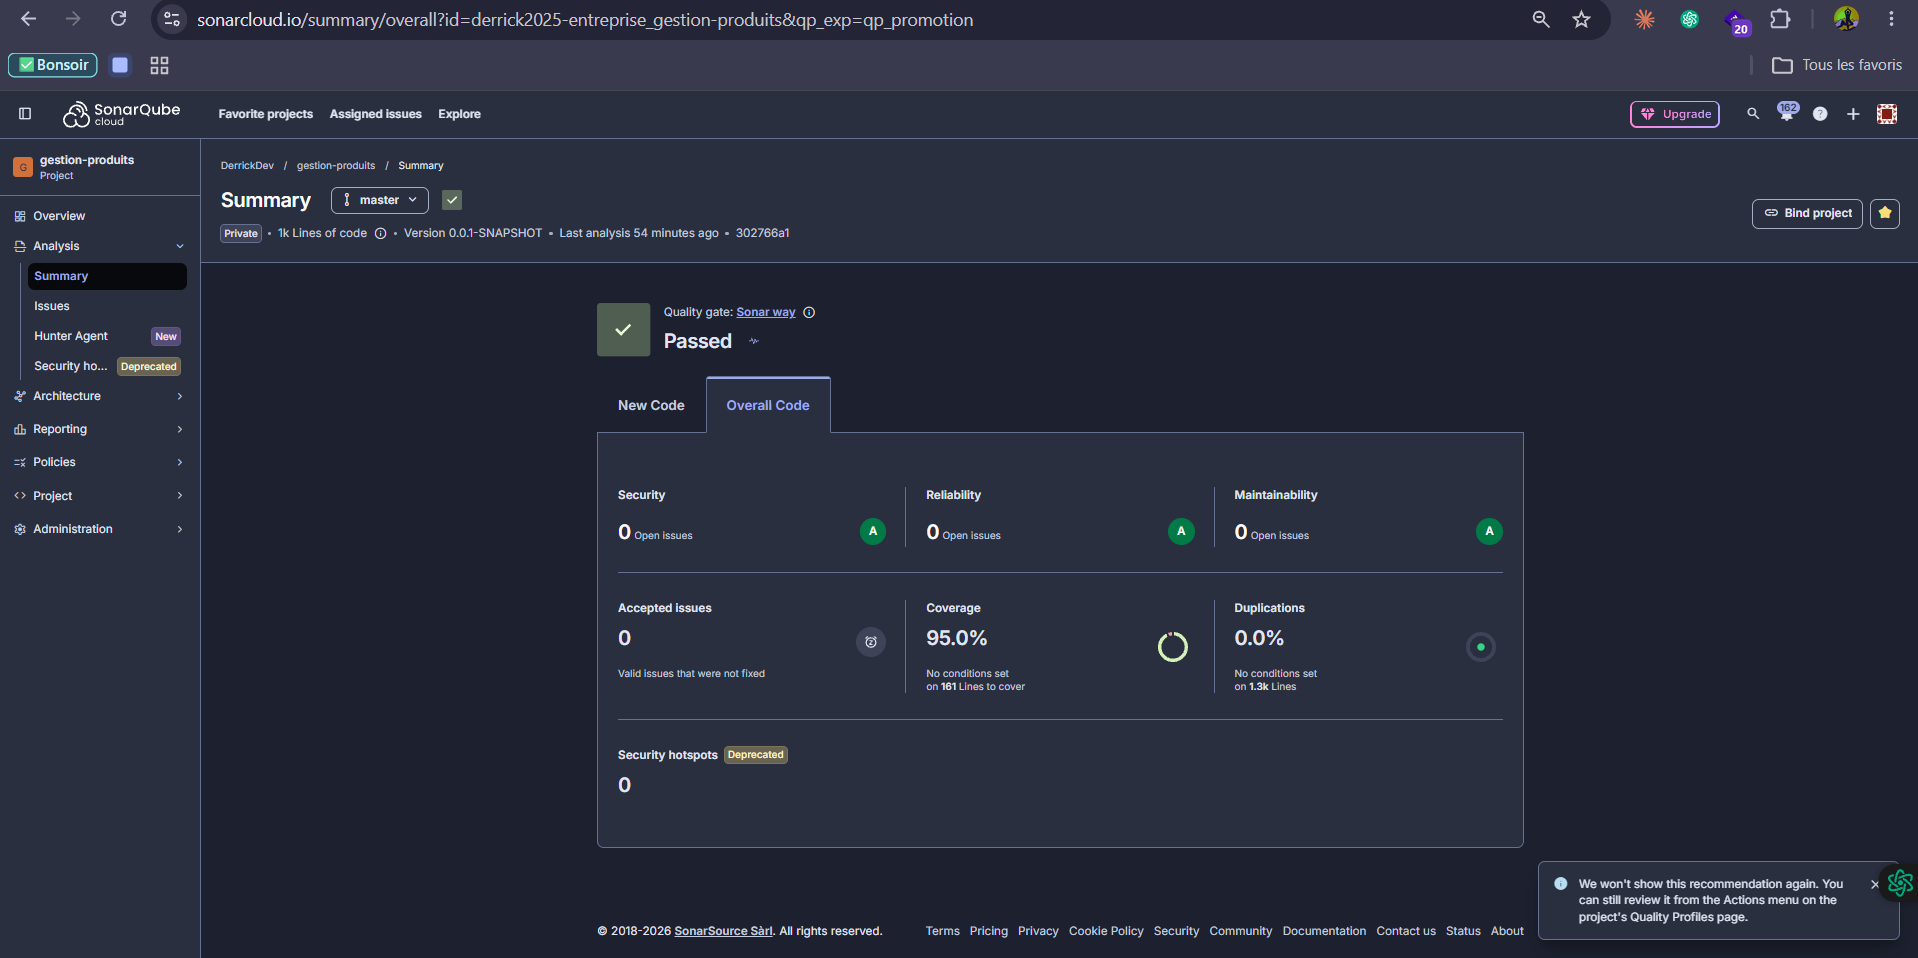 sonarcloud.io/summary/overall?id=derrick2025-entreprise_gestion-produits&qp_exp=qp_promotion
20
Bonsoir
Tous les favoris
SonarQube cloud
Favorite projects
Assigned issues
Explore
Upgrade
162
G
gestion-produits
Project
Overview
Analysis
Summary
Issues
Hunter Agent New
Security ho... Deprecated
Architecture
Reporting
Policies
Project
Administration
DerrickDev / gestion-produits / Summary
Summary master
Bind project
Private • 1k Lines of code • Version 0.0.1-SNAPSHOT • Last analysis 54 minutes ago • 302766a1
Quality gate: Sonar way
Passed
New Code
Overall Code
Security
0 Open issues A
Reliability
0 Open issues A
Maintainability
0 Open issues A
Accepted issues
0
Valid issues that were not fixed
Coverage
95.0%
No conditions set
on 161 Lines to cover
Duplications
0.0%
No conditions set
on 1.3k Lines
Security hotspots Deprecated
0
We won't show this recommendation again. You
can still review it from the Actions menu on the
project's Quality Profiles page.
© 2018-2026 SonarSource Sàrl. All rights reserved.
Terms Pricing Privacy Cookie Policy Security Community Documentation Contact us Status About